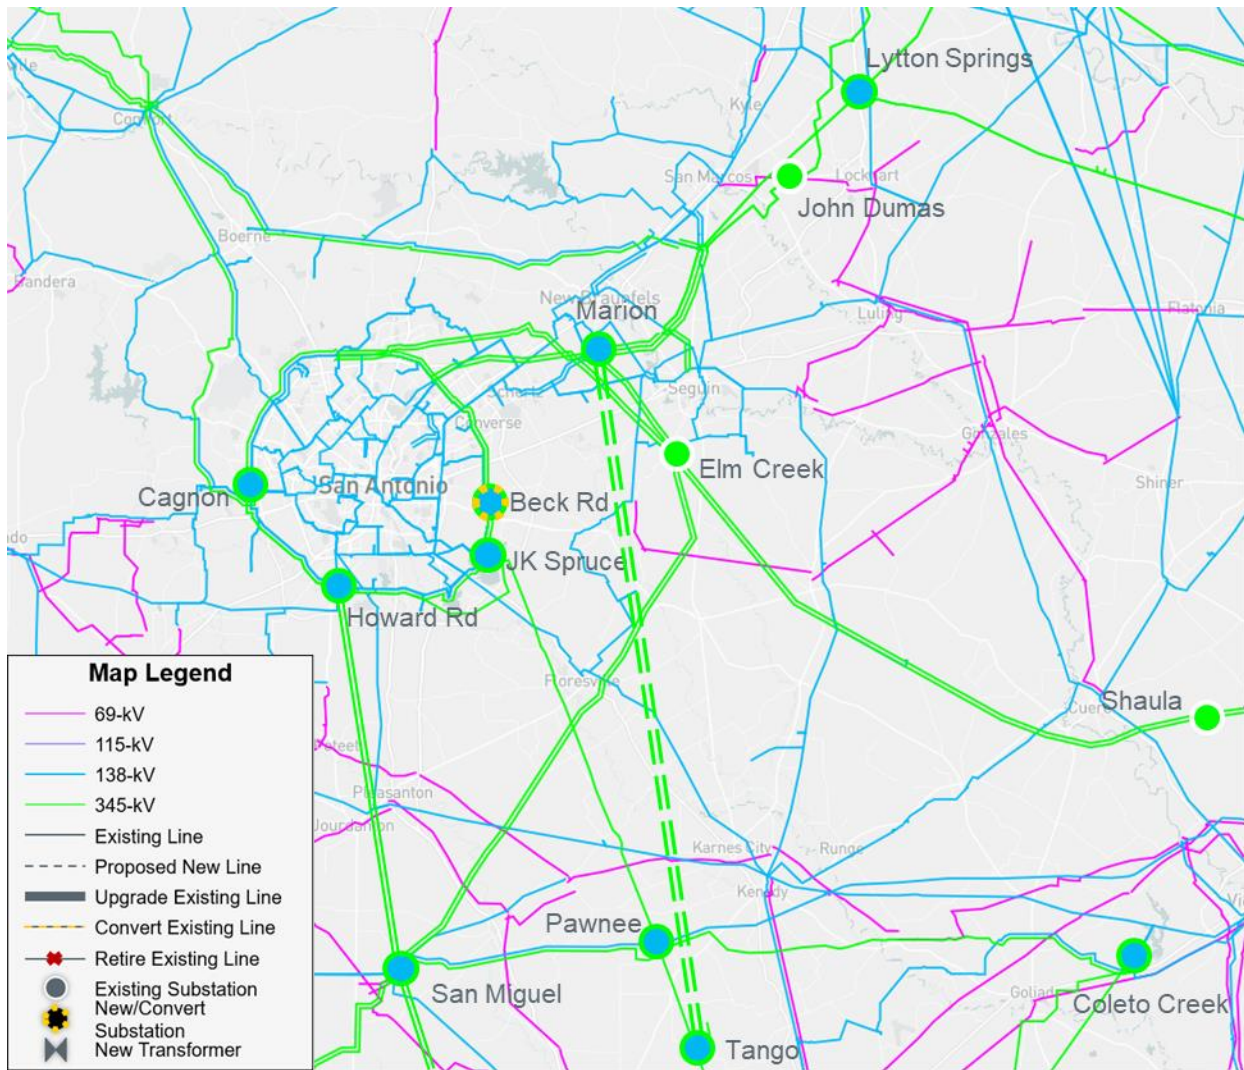 Lytton Springs
Kyle
Comfort
San Marcos
Lockhart
John Dumas
Boerne
Bandera
New Braunfels
Marion
Luling
Flatonia
Seguin
Schertz
Converse
Gonzales
Elm Creek
Shiner
Cagnon
San Antonio
Beck Rd
JK Spruce
Howard Rd
Floresville
Shaula
Cuero
Poteet
Pleasanton
Jourdanton
Karnes City
Runge
Kenedy
Pawnee
San Miguel
Goliad
Coleto Creek
Tango
Map Legend
69-kV
115-kV
138-kV
345-kV
Existing Line
Proposed New Line
Upgrade Existing Line
Convert Existing Line
Retire Existing Line
Existing Substation
New/Convert
Substation
New Transformer